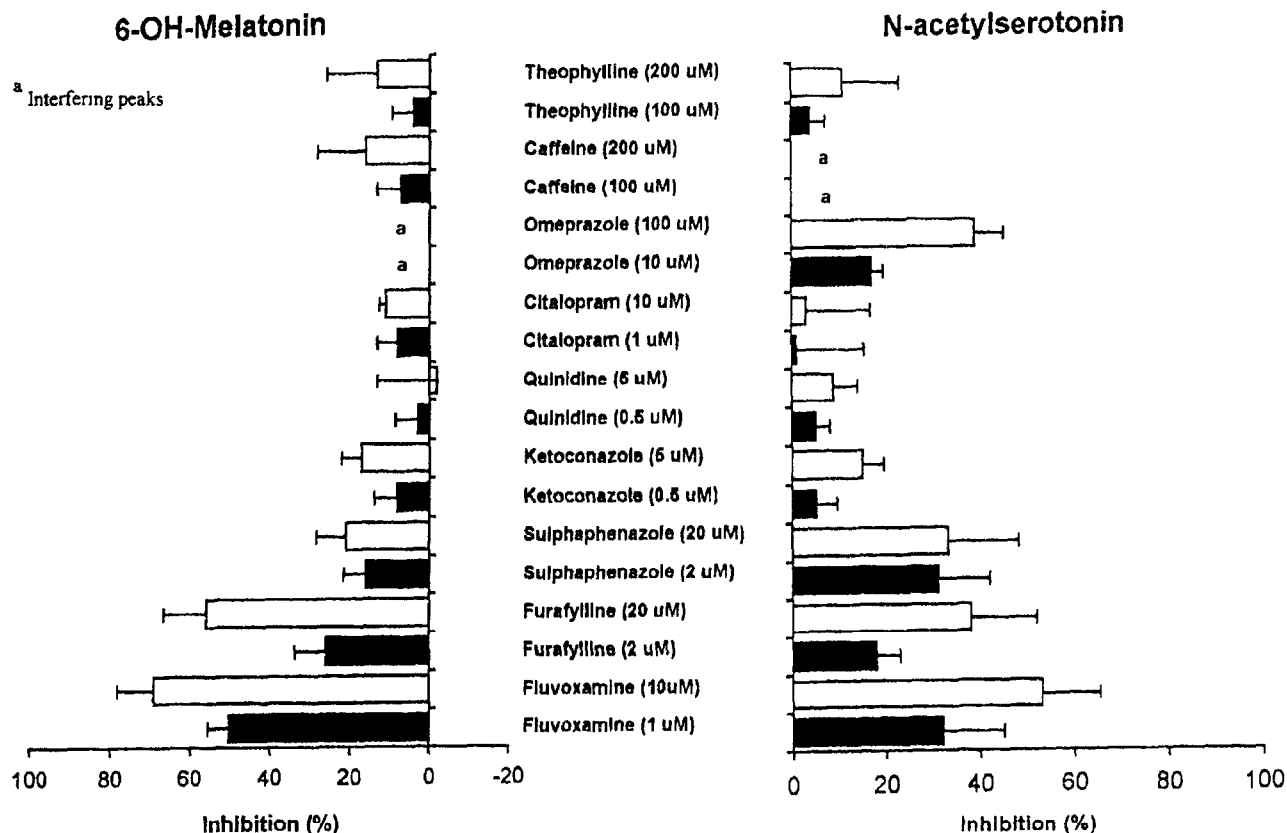 6-OH-Melatonin
N-acetylserotonin
a Interfering peaks
Theophylline (200 uM)
Theophylline (100 uM)
Caffeine (200 uM)
a
Caffeine (100 uM)
a
a
Omeprazole (100 uM)
a
Omeprazole (10 uM)
Citalopram (10 uM)
Citalopram (1 uM)
Quinidine (5 uM)
Quinidine (0.5 uM)
Ketoconazole (5 uM)
Ketoconazole (0.5 uM)
Sulphaphenazole (20 uM)
Sulphaphenazole (2 uM)
Furafylline (20 uM)
Furafylline (2 uM)
Fluvoxamine (10uM)
Fluvoxamine (1 uM)
100 80 60 40 20 0 -20
0 20 40 60 80 100
Inhibition (%)
Inhibition (%)